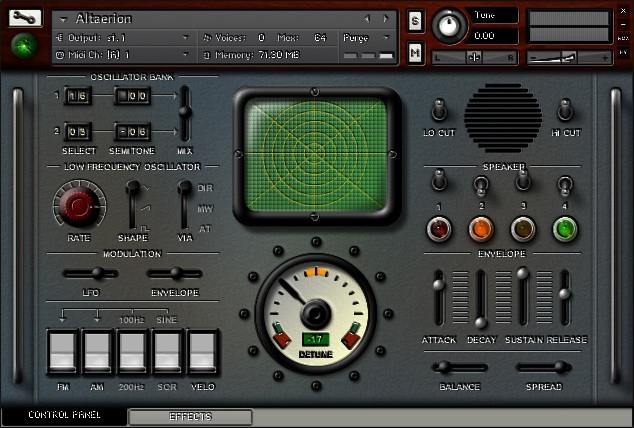 Altaerion
Output: st. 1
Voices: 0 Max: 64
Purge
Midi Ch: [A] 1
Memory: 71.30 MB
S
M
Tune
0.00
L R
AUX
PV
OSCILLATOR BANK
1 16 -00
2 03 -06
SELECT SEMITONE MIX
LOW FREQUENCY OSCILLATOR
DIR
MW
AT
RATE SHAPE VIA
MODULATION
LFO ENVELOPE
100Hz SINE
FM AM 200Hz SQR VELO
-17
DETUNE
LO CUT HI CUT
SPEAKER
1 2 3 4
ENVELOPE
ATTACK DECAY SUSTAIN RELEASE
BALANCE SPREAD
CONTROL PANEL EFFECTS